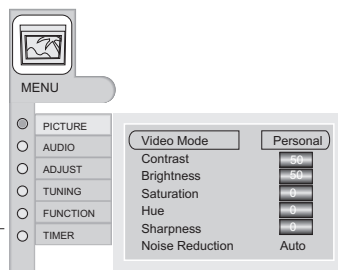 MENU
PICTURE
AUDIO
ADJUST
TUNING
FUNCTION
TIMER
Video Mode Personal
Contrast 50
Brightness 50
Saturation 0
Hue 0
Sharpness 0
Noise Reduction Auto